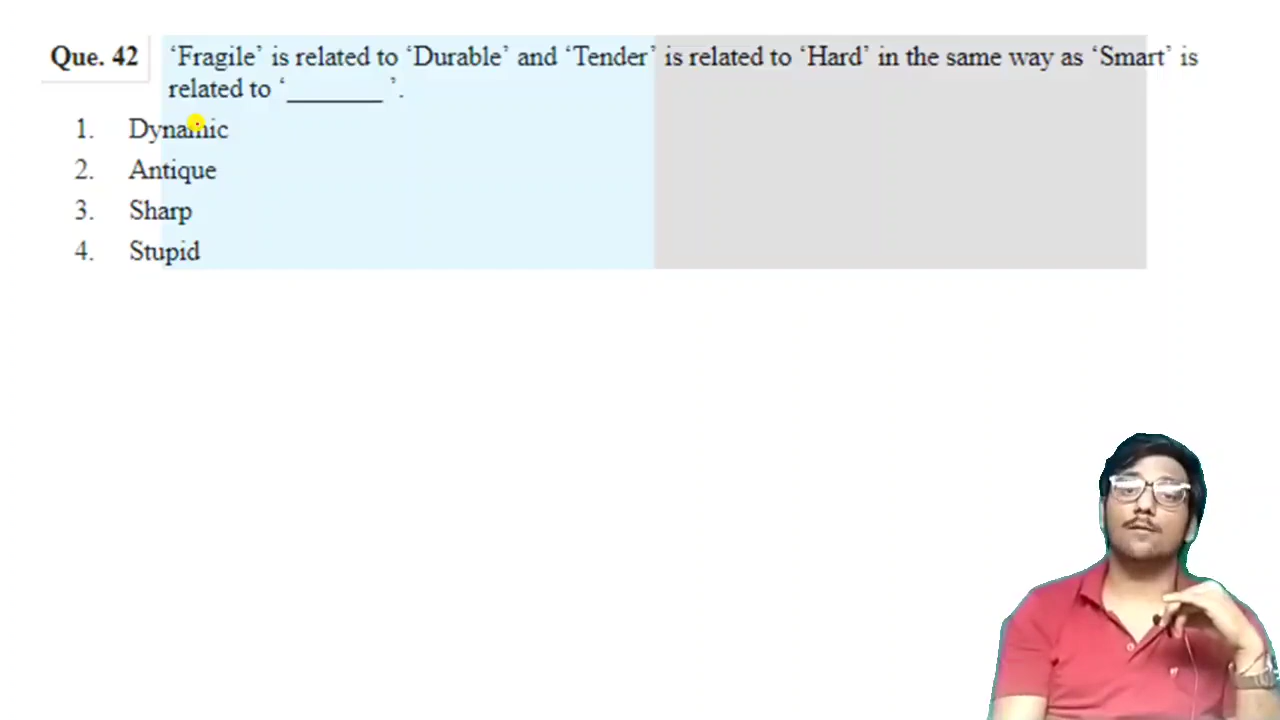 Que. 42 ‘Fragile’ is related to ‘Durable’ and ‘Tender’ is related to ‘Hard’ in the same way as ‘Smart’ is
related to ‘_______ ’.
1. Dynamic
2. Antique
3. Sharp
4. Stupid